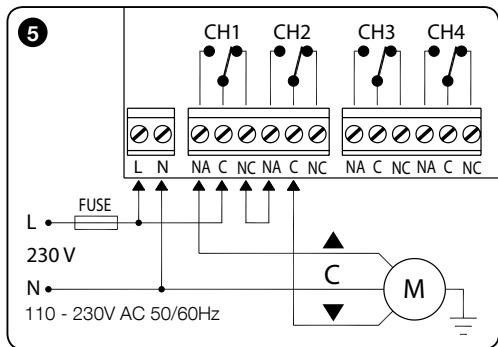 5
CH1 CH2 CH3 CH4
L N NA C NC NA C NC NA C NC NA C NC
FUSE
L
230 V
C
M
N
110 - 230V AC 50/60Hz